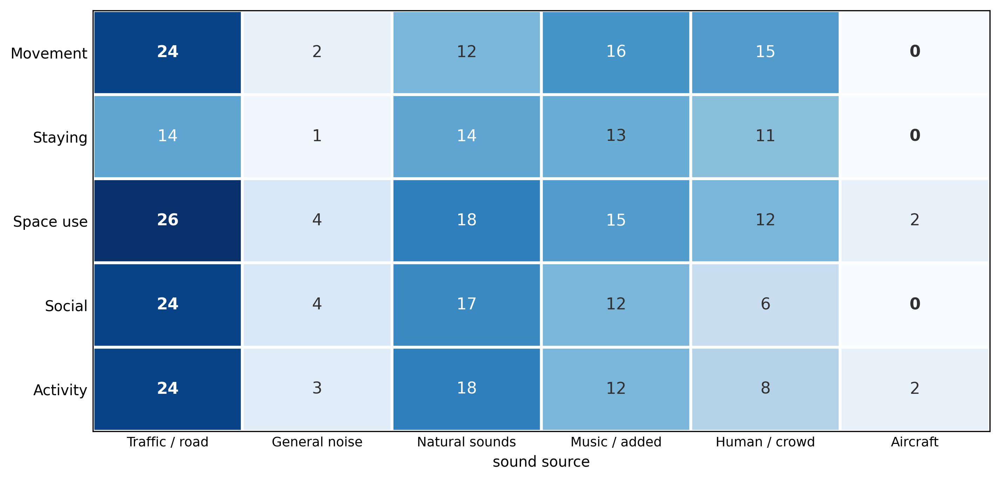 Movement 24 2 12 16 15 0
Staying 14 1 14 13 11 0
Space use 26 4 18 15 12 2
Social 24 4 17 12 6 0
Activity 24 3 18 12 8 2
Traffic / road General noise Natural sounds Music / added Human / crowd Aircraft
sound source